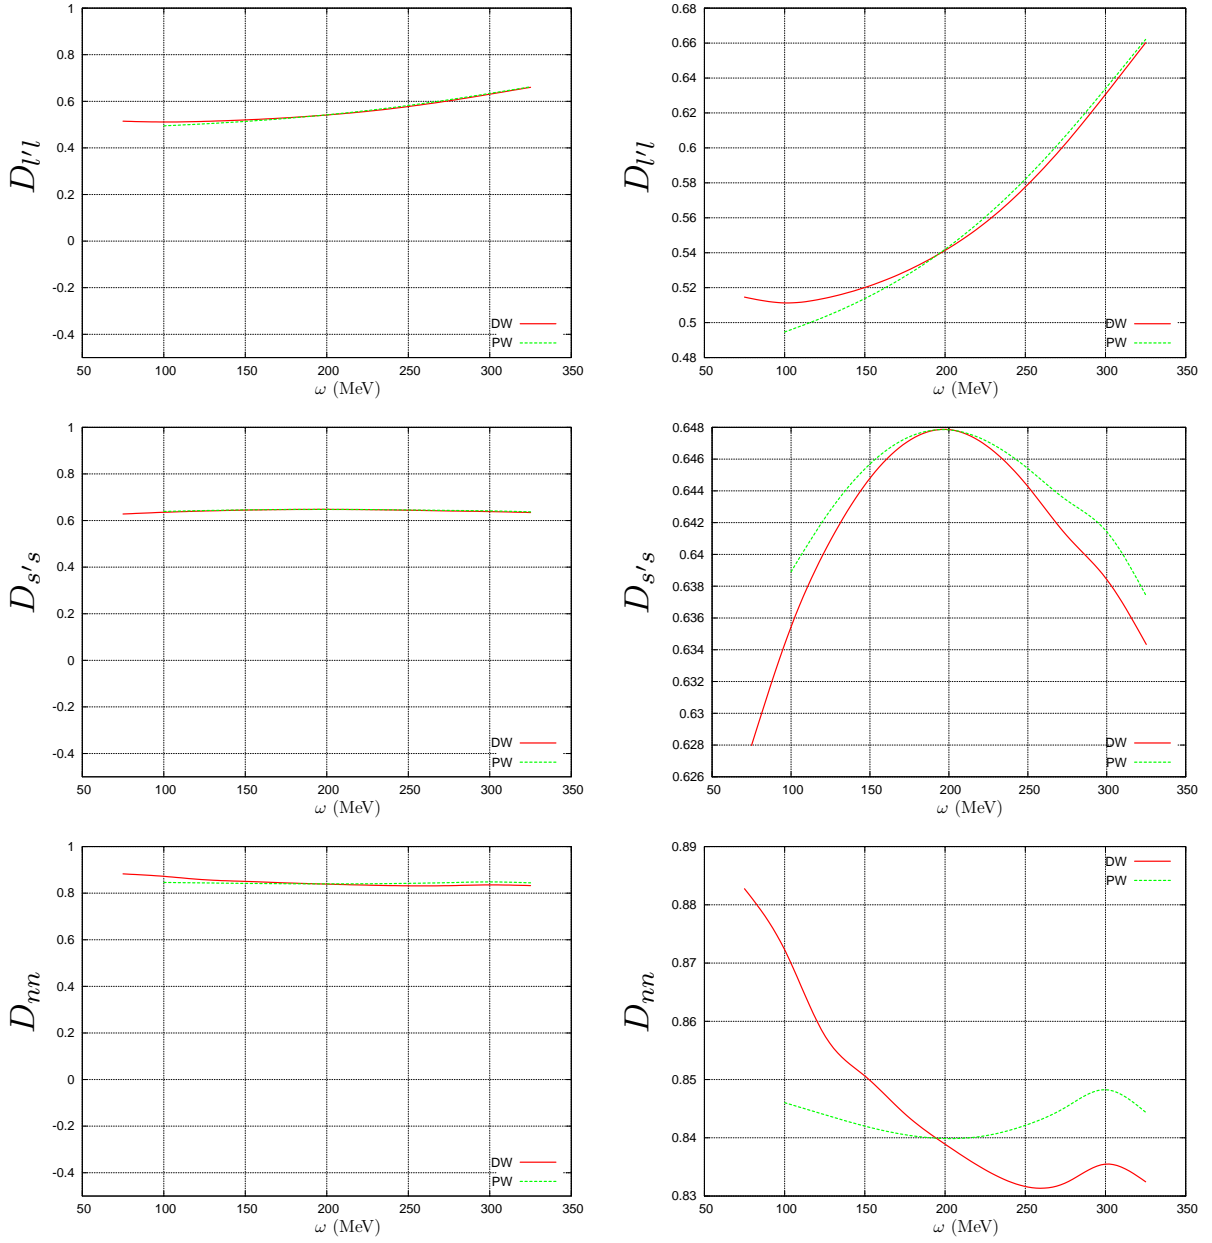 1
0.8
0.6
0.4
0.2
0
-0.2
-0.4
D_{l'l}
DW
PW
50 100 150 200 250 300 350
ω (MeV)
0.68
0.66
0.64
0.62
0.6
0.58
0.56
0.54
0.52
0.5
0.48
D_{l'l}
DW
PW
50 100 150 200 250 300 350
ω (MeV)
1
0.8
0.6
0.4
0.2
0
-0.2
-0.4
D_{s's}
DW
PW
50 100 150 200 250 300 350
ω (MeV)
0.648
0.646
0.644
0.642
0.64
0.638
0.636
0.634
0.632
0.63
0.628
0.626
D_{s's}
DW
PW
50 100 150 200 250 300 350
ω (MeV)
1
0.8
0.6
0.4
0.2
0
-0.2
-0.4
D_{nn}
DW
PW
50 100 150 200 250 300 350
ω (MeV)
0.89
0.88
0.87
0.86
0.85
0.84
0.83
D_{nn}
DW
PW
50 100 150 200 250 300 350
ω (MeV)